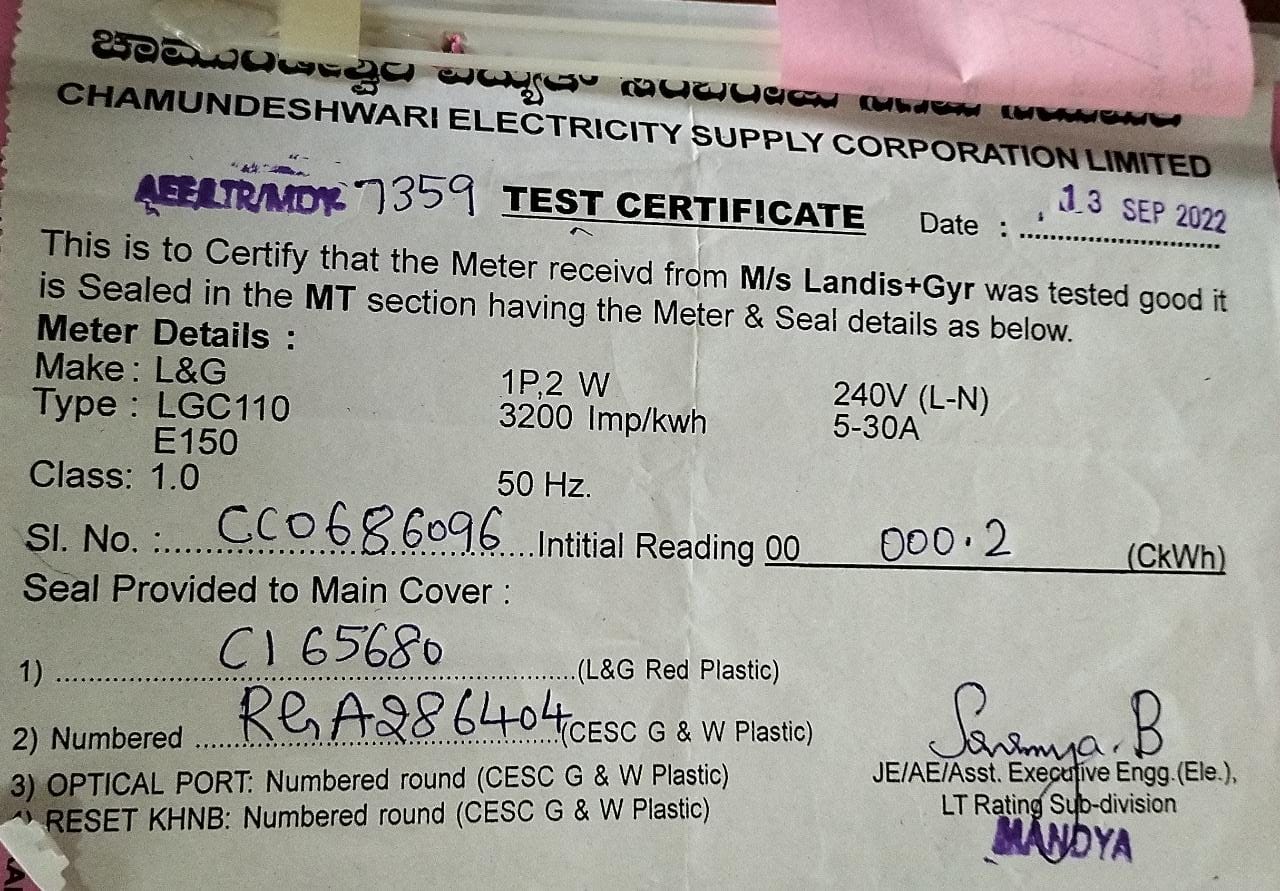 CHAMUNDESHWARI ELECTRICITY SUPPLY CORPORATION LIMITED
AEE/LTR/MDY 7359 TEST CERTIFICATE Date : 13 SEP 2022
This is to Certify that the Meter receivd from M/s Landis+Gyr was tested good it
is Sealed in the MT section having the Meter & Seal details as below.
Meter Details :
Make : L&G 1P,2 W 240V (L-N)
Type : LGC110 3200 Imp/kwh 5-30A
E150
Class: 1.0 50 Hz.
Sl. No. : CC0686096 Intitial Reading 00 000.2 (CkWh)
Seal Provided to Main Cover :
1) C165680 (L&G Red Plastic)
2) Numbered RGA286404 (CESC G & W Plastic)
3) OPTICAL PORT: Numbered round (CESC G & W Plastic)
RESET KHNB: Numbered round (CESC G & W Plastic)
JE/AE/Asst. Executive Engg.(Ele.),
LT Rating Sub-division
MANDYA